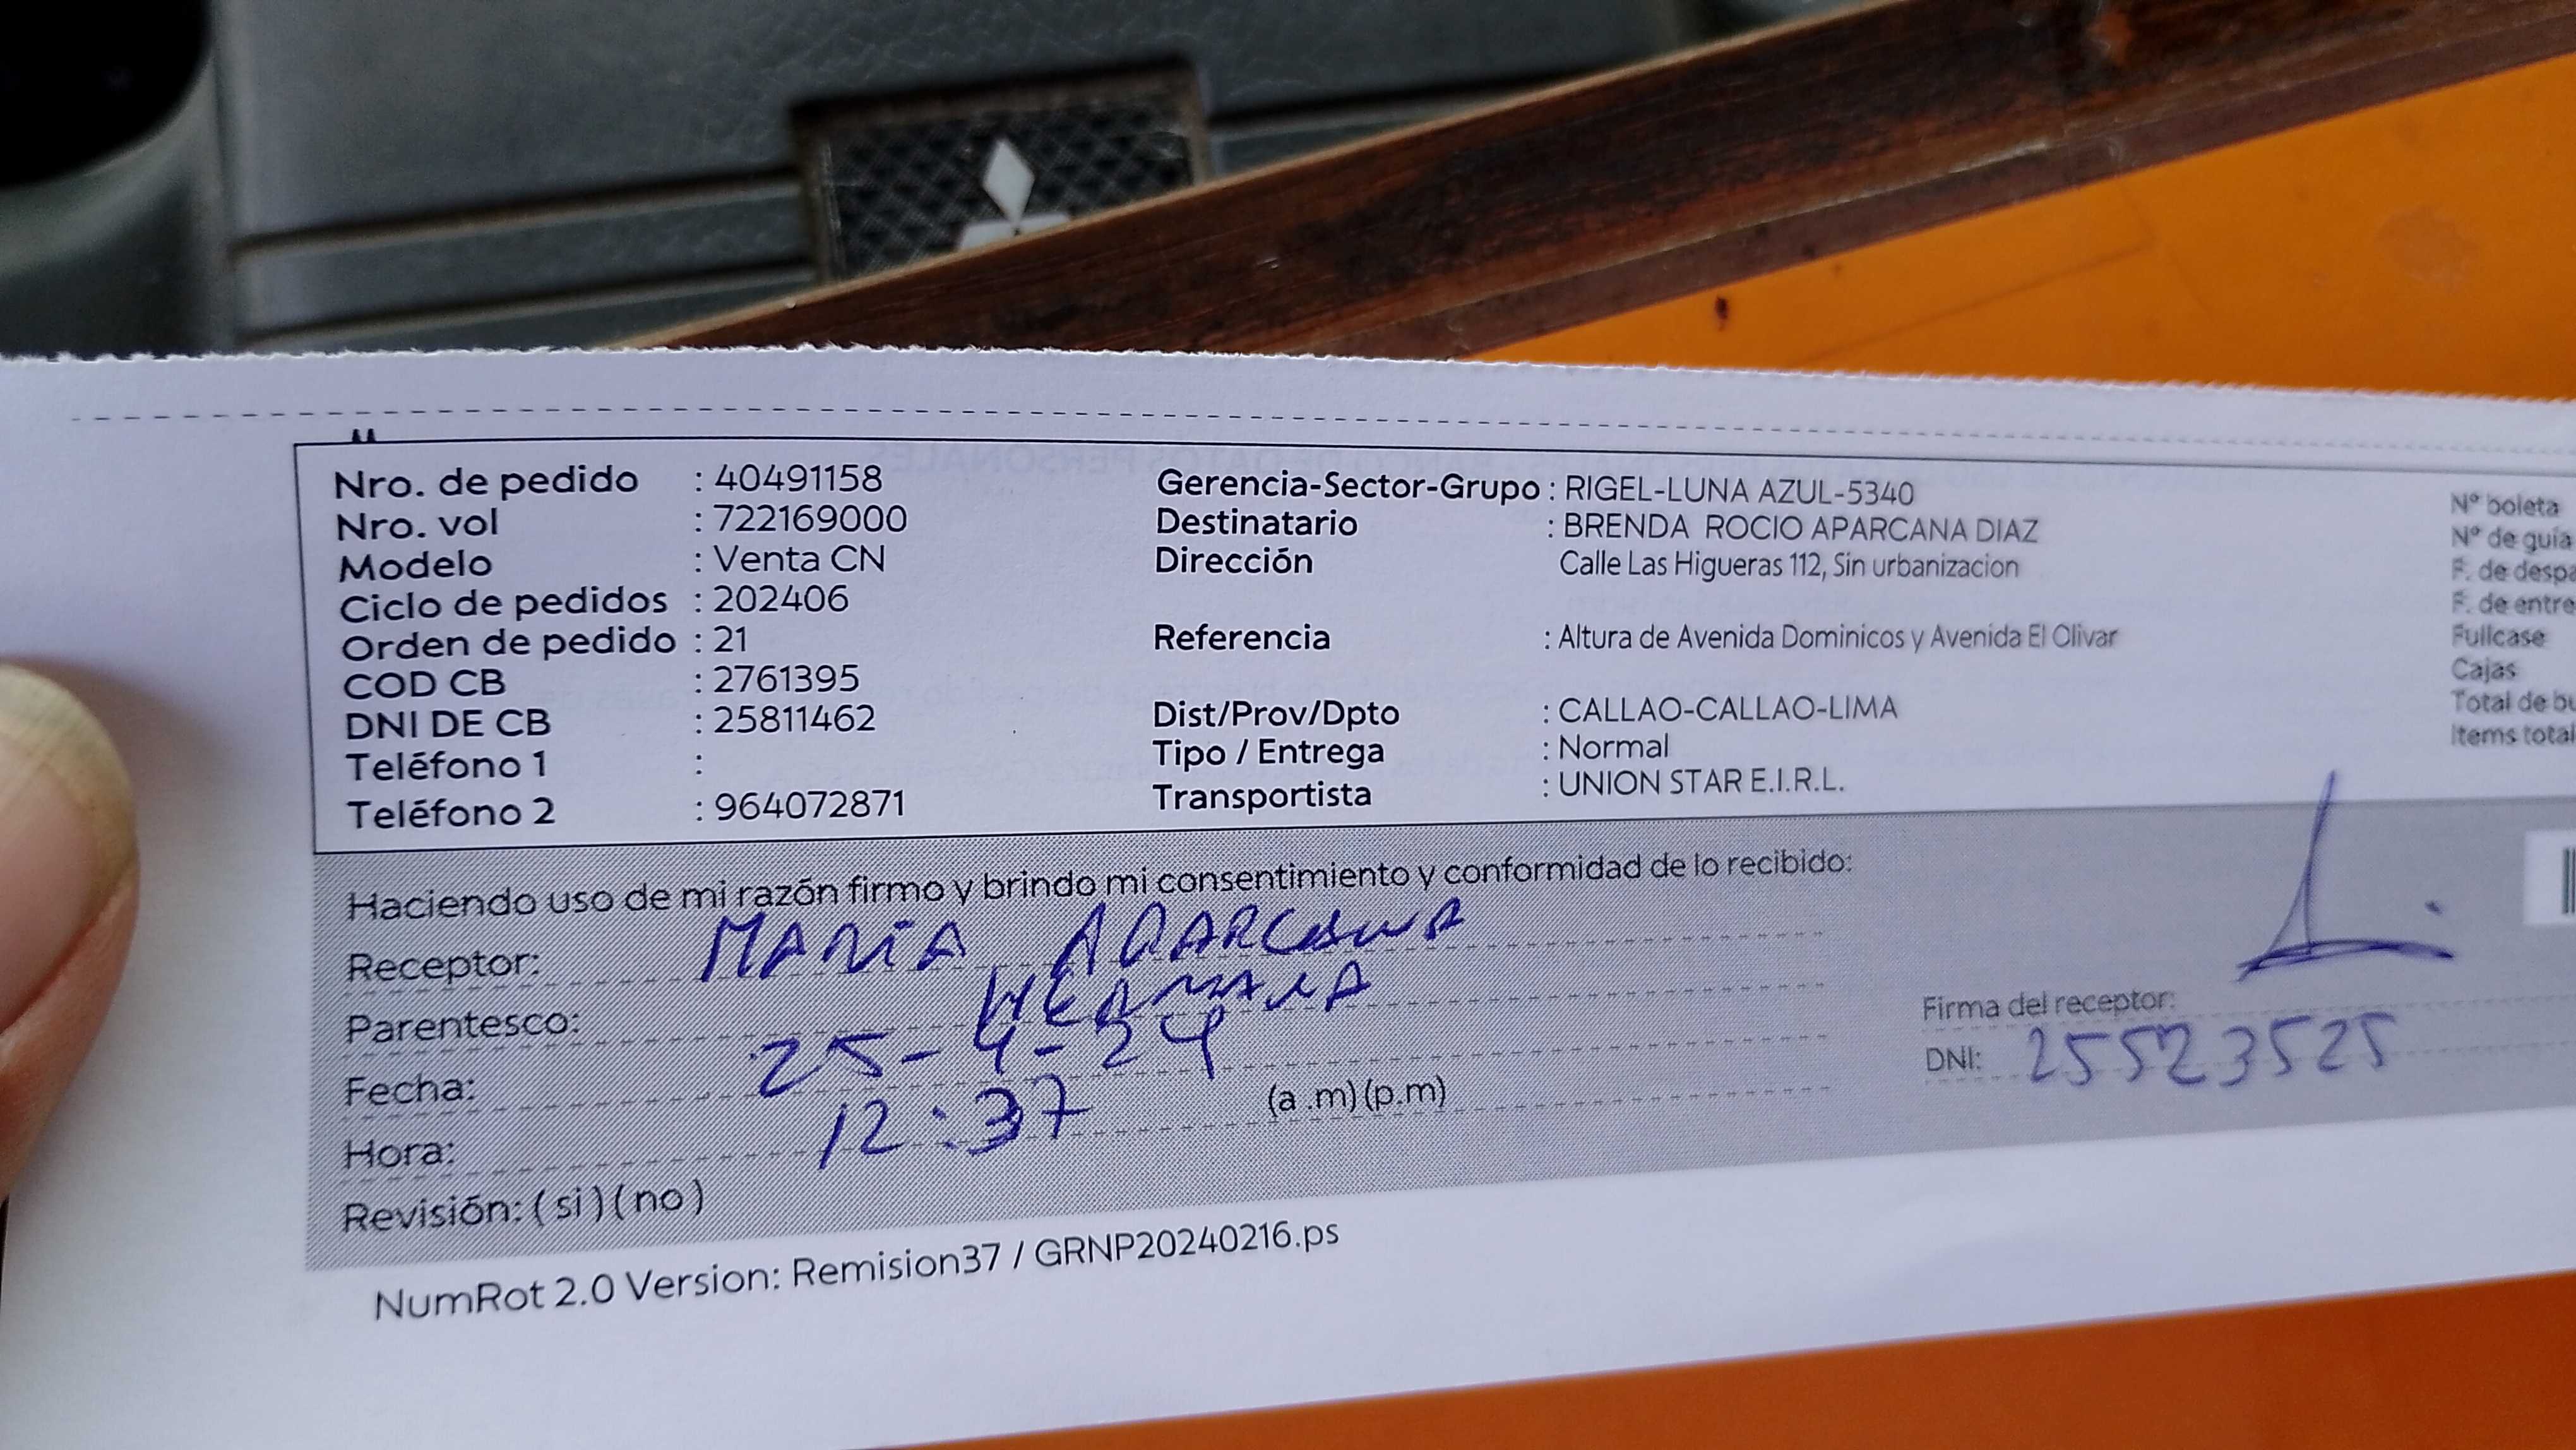 Nro. de pedido : 40491158
Nro. vol : 722169000
Modelo : Venta CN
Ciclo de pedidos : 202406
Orden de pedido : 21
COD CB : 2761395
DNI DE CB : 25811462
Teléfono 1 :
Teléfono 2 : 964072871
Gerencia-Sector-Grupo : RIGEL-LUNA AZUL-5340
Destinatario : BRENDA ROCIO APARCANA DIAZ
Dirección Calle Las Higueras 112, Sin urbanizacion
Referencia : Altura de Avenida Dominicos y Avenida El Olivar
Dist/Prov/Dpto : CALLAO-CALLAO-LIMA
Tipo / Entrega : Normal
Transportista : UNION STAR E.I.R.L.
N° boleta
N° de guía
F. de
F. de
Fullcase
Cajas
Total de
Items total
Haciendo uso de mi razón firmo y brindo mi consentimiento y conformidad de lo recibido:
Receptor: MARIA APARCANA
Parentesco: HERMANA
Fecha: 25-4-24
Hora: 12:37 (a .m) (p.m)
Revisión: ( si ) ( no )
Firma del receptor:
DNI: 25523525
NumRot 2.0 Version: Remision37 / GRNP20240216.ps